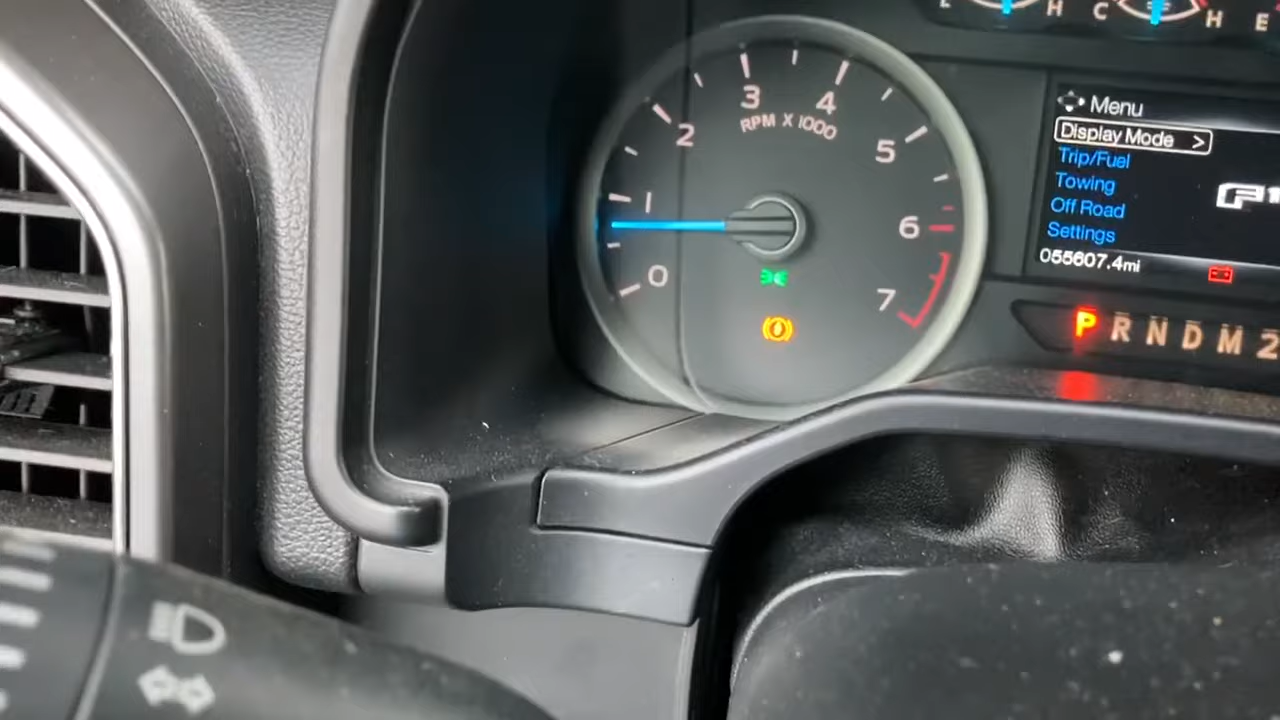 L H C H E
3 4
RPM X 1000
2 5
1 6
0 7
Menu
Display Mode >
Trip/Fuel
Towing
Off Road
Settings
055607.4mi
P R N D M 2